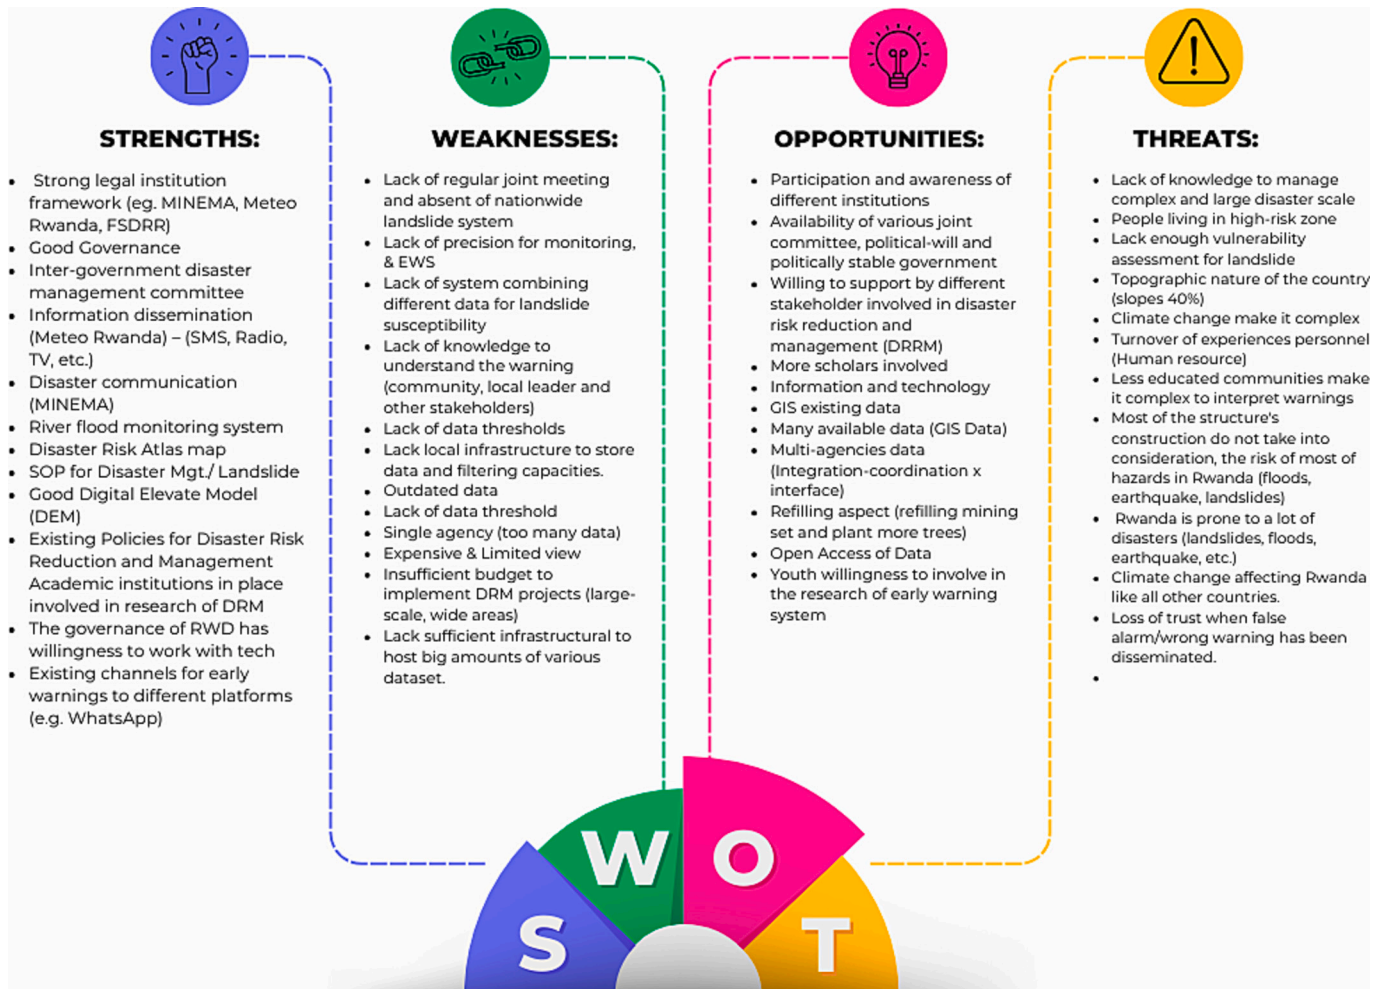 STRENGTHS:
• Strong legal institution
framework (eg. MINEMA, Meteo
Rwanda, FSDRR)
• Good Governance
• Inter-government disaster
management committee
• Information dissemination
(Meteo Rwanda) – (SMS, Radio,
TV, etc.)
• Disaster communication
(MINEMA)
• River flood monitoring system
• Disaster Risk Atlas map
• SOP for Disaster Mgt./ Landslide
• Good Digital Elevate Model
(DEM)
• Existing Policies for Disaster Risk
Reduction and Management
Academic institutions in place
involved in research of DRM
• The governance of RWD has
willingness to work with tech
• Existing channels for early
warnings to different platforms
(e.g. WhatsApp)
WEAKNESSES:
• Lack of regular joint meeting
and absent of nationwide
landslide system
• Lack of precision for monitoring,
& EWS
• Lack of system combining
different data for landslide
susceptibility
• Lack of knowledge to
understand the warning
(community, local leader and
other stakeholders)
• Lack of data thresholds
• Lack local infrastructure to store
data and filtering capacities.
• Outdated data
• Lack of data threshold
• Single agency (too many data)
• Expensive & Limited view
• Insufficient budget to
implement DRM projects (large-
scale, wide areas)
• Lack sufficient infrastructural to
host big amounts of various
dataset.
OPPORTUNITIES:
• Participation and awareness of
different institutions
• Availability of various joint
committee, political-will and
politically stable government
• Willing to support by different
stakeholder involved in disaster
risk reduction and
management (DRRM)
• More scholars involved
• Information and technology
• GIS existing data
• Many available data (GIS Data)
• Multi-agencies data
(Integration-coordination x
interface)
• Refilling aspect (refilling mining
set and plant more trees)
• Open Access of Data
• Youth willingness to involve in
the research of early warning
system
THREATS:
• Lack of knowledge to manage
complex and large disaster scale
• People living in high-risk zone
• Lack enough vulnerability
assessment for landslide
• Topographic nature of the country
(slopes 40%)
• Climate change make it complex
• Turnover of experiences personnel
(Human resource)
• Less educated communities make
it complex to interpret warnings
• Most of the structure's
construction do not take into
consideration, the risk of most of
hazards in Rwanda (floods,
earthquake, landslides)
• Rwanda is prone to a lot of
disasters (landslides, floods,
earthquake, etc.)
• Climate change affecting Rwanda
like all other countries.
• Loss of trust when false
alarm/wrong warning has been
disseminated.
•
S
W
O
T